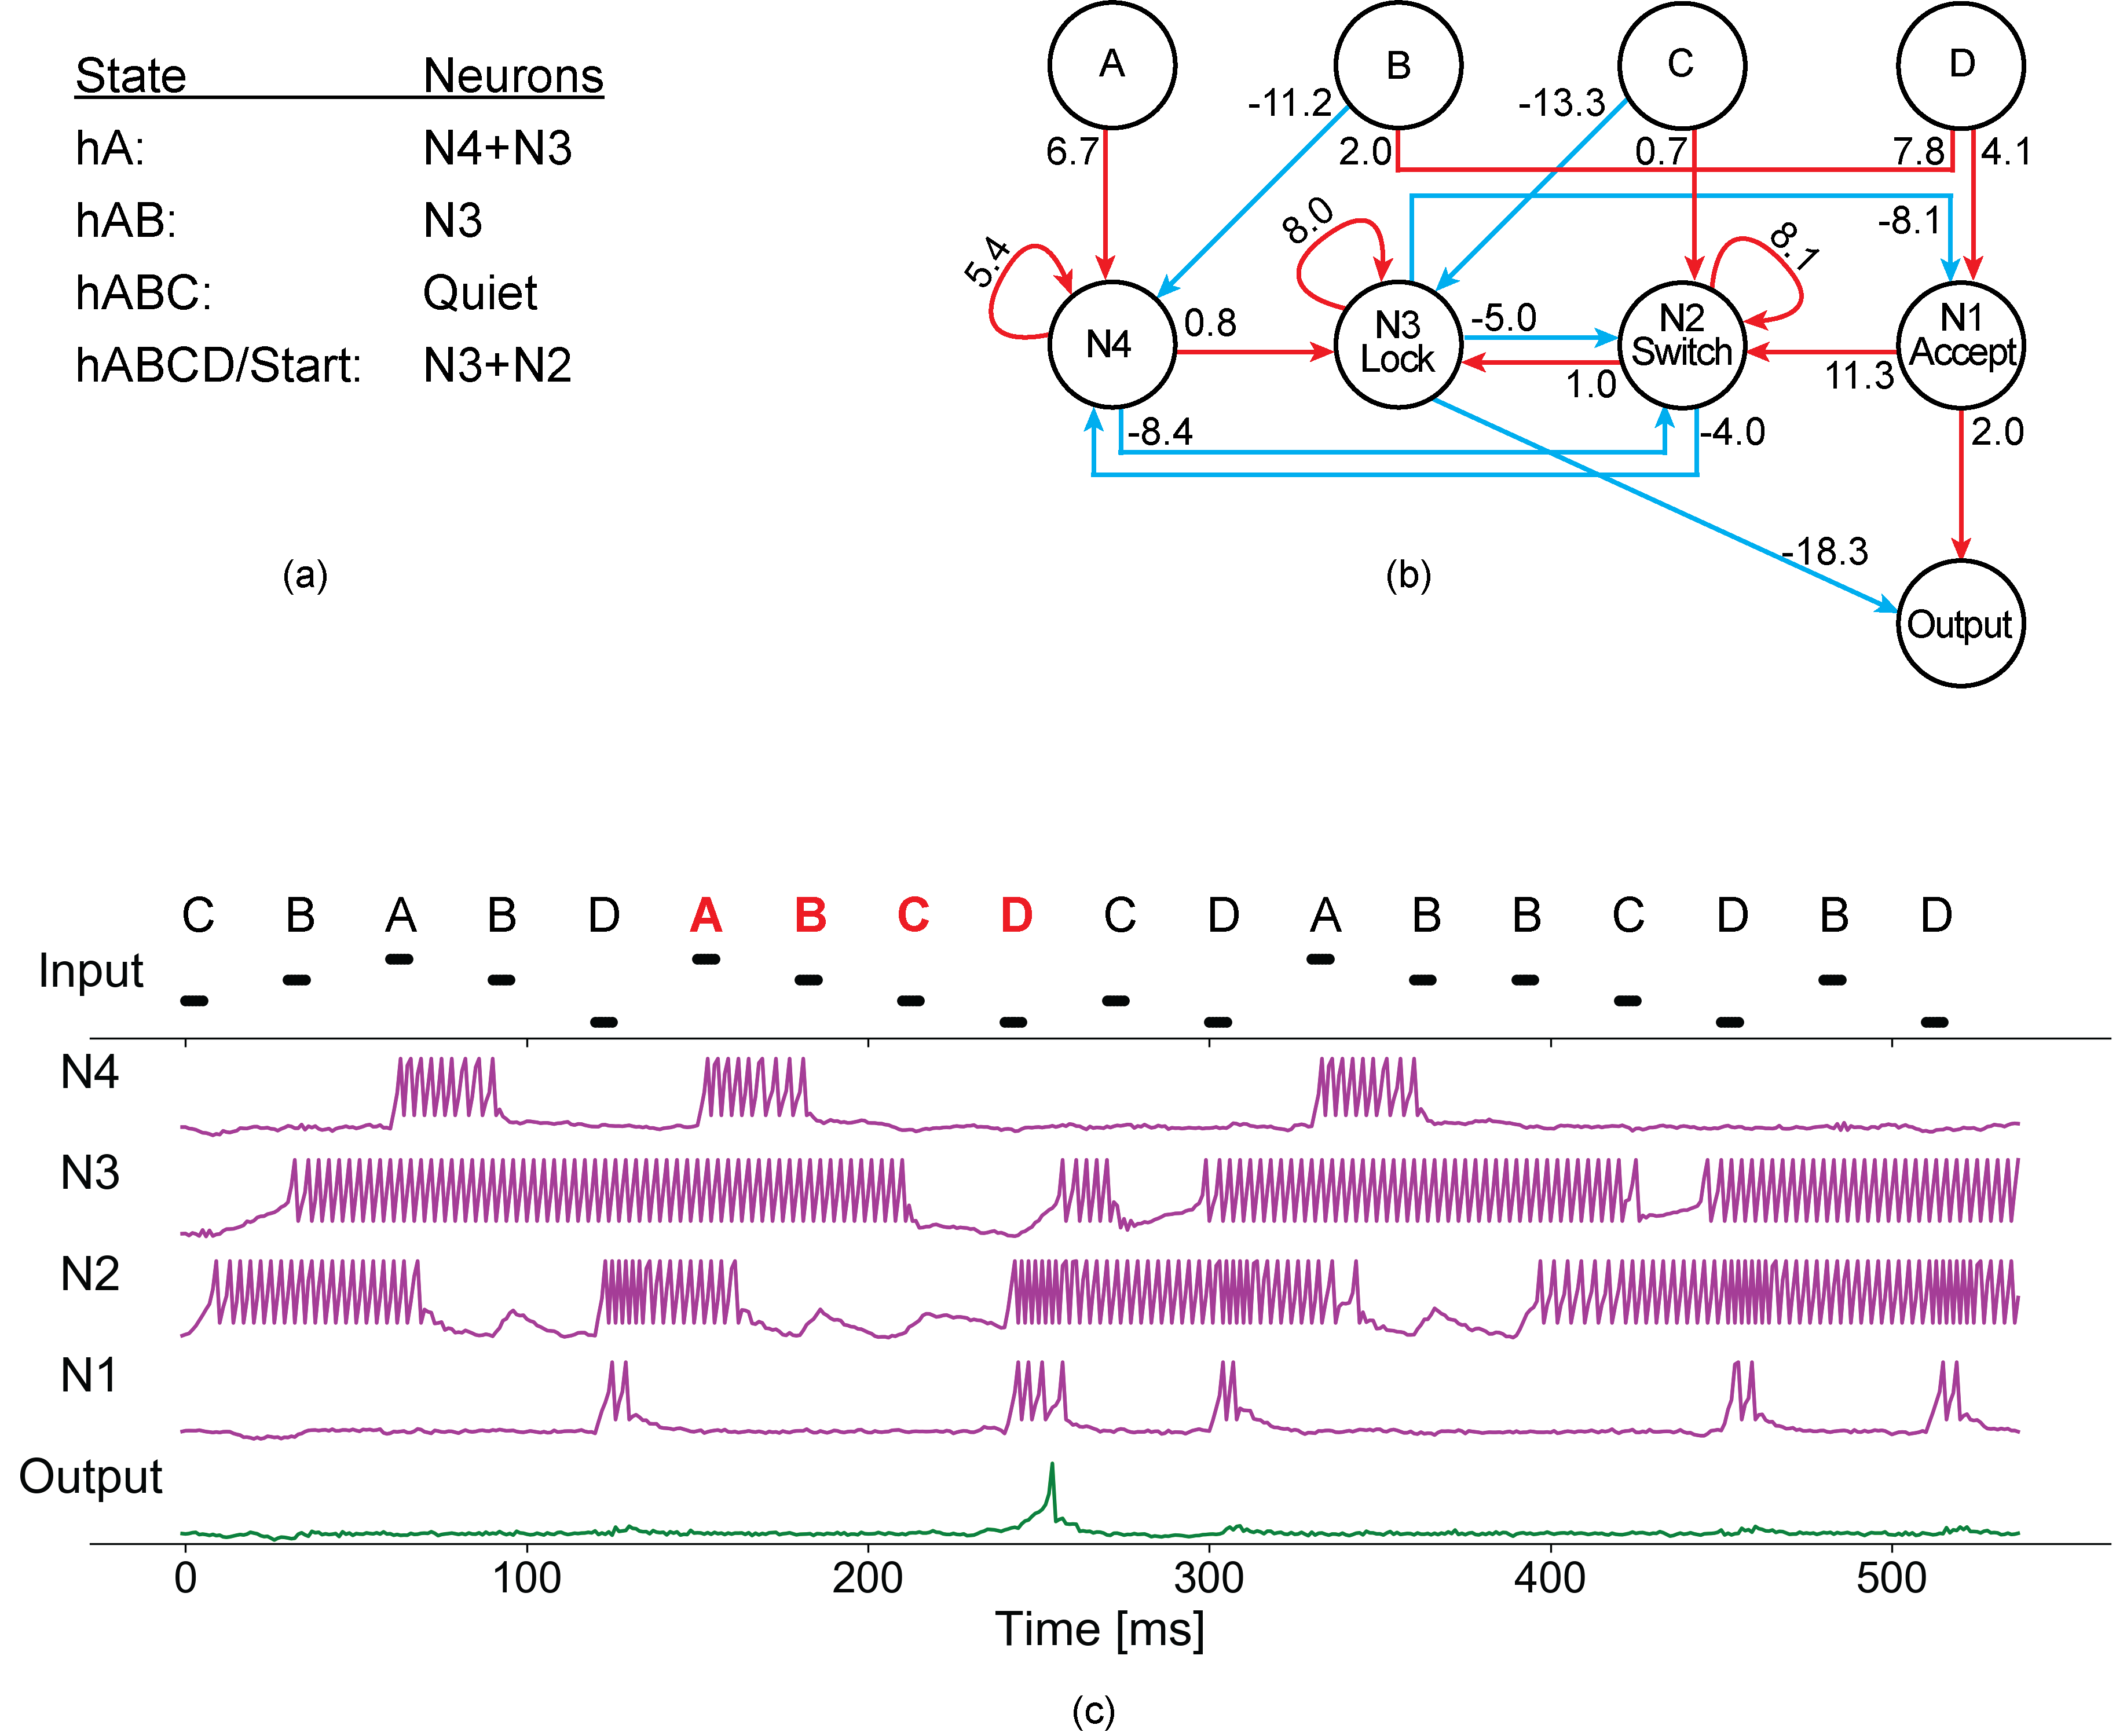 State Neurons
hA: N4+N3
hAB: N3
hABC: Quiet
hABCD/Start: N3+N2
(a)
A B C D
-11.2 -13.3
6.7 2.0 0.7 7.8 4.1
5.4 8.0 8.1 -8.1
N4 0.8 N3 Lock -5.0 N2 Switch N1 Accept
1.0 11.3
-8.4 -4.0 2.0
-18.3
Output
(b)
C B A B D A B C D C D A B B C D B D
Input
N4
N3
N2
N1
Output
0 100 200 300 400 500
Time [ms]
(c)